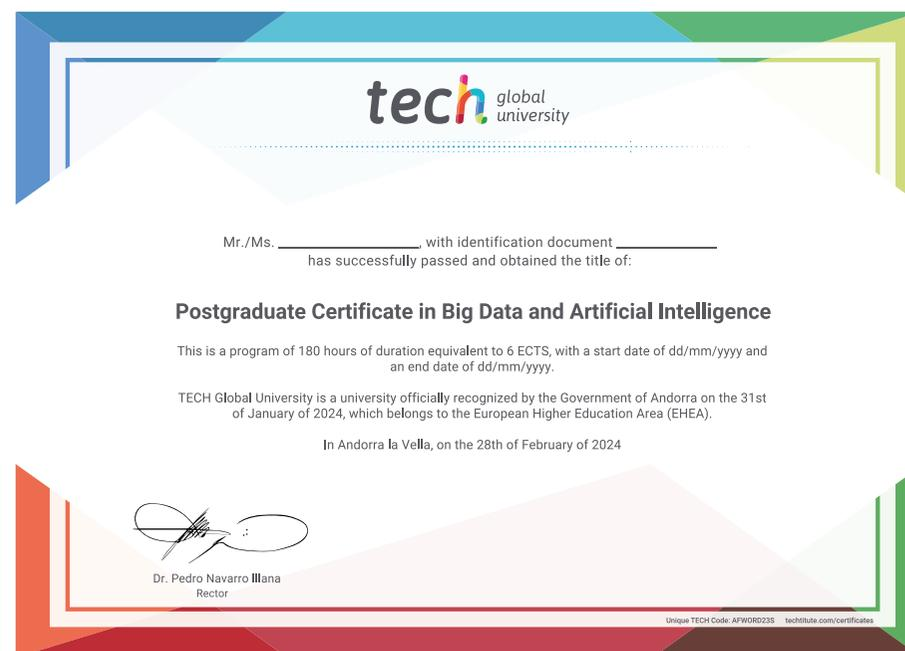 tech global
university
Mr./Ms. ____________, with identification document ____________
has successfully passed and obtained the title of:
Postgraduate Certificate in Big Data and Artificial Intelligence
This is a program of 180 hours of duration equivalent to 6 ECTS, with a start date of dd/mm/yyyy and
an end date of dd/mm/yyyy.
TECH Global University is a university officially recognized by the Government of Andorra on the 31st
of January of 2024, which belongs to the European Higher Education Area (EHEA).
In Andorra la Vella, on the 28th of February of 2024
Dr. Pedro Navarro Illana
Rector
Unique TECH Code: AFWORD23S techtitute.com/certificates